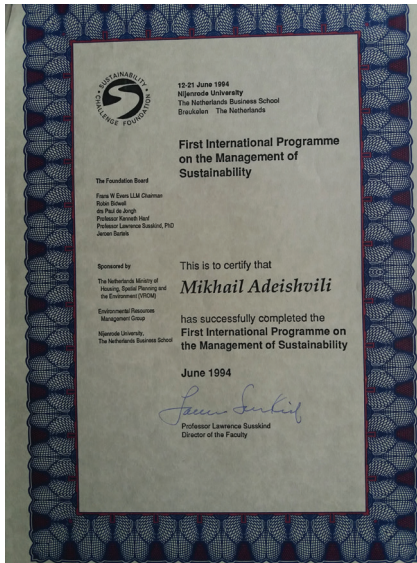 SUSTAINABILITY
CHALLENGE FOUNDATION
12-21 June 1994
Nijenrode University
The Netherlands Business School
Breukelen The Netherlands
First International Programme
on the Management of
Sustainability
The Foundation Board
Frans W Evers LLM Chairman
Robin Bidwell
drs Paul de Jongh
Professor Kenneth Hanf
Professor Lawrence Susskind, PhD
Jeroen Bartels
Sponsored by
The Netherlands Ministry of
Housing, Spatial Planning and
the Environment (VROM)
Environmental Resources
Management Group
Nijenrode University,
The Netherlands Business School
This is to certify that
Mikhail Adeishvili
has successfully completed the
First International Programme on
the Management of Sustainability
June 1994
Professor Lawrence Susskind
Director of the Faculty